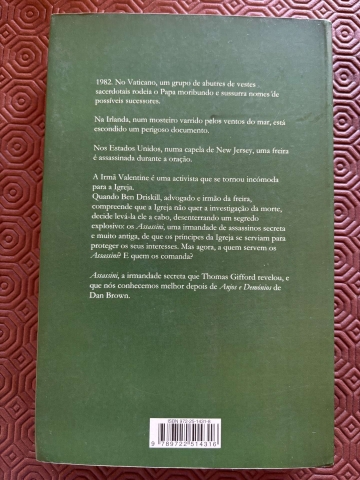 1982. No Vaticano, um grupo de abutres de vestes
sacerdotais rodeia o Papa moribundo e sussurra nomes de
possíveis sucessores.
Na Irlanda, num mosteiro varrido pelos ventos do mar, está
escondido um perigoso documento.
Nos Estados Unidos, numa capela de New Jersey, uma freira
é assassinada durante a oração.
A Irmã Valentine é uma activista que se tornou incómoda
para a Igreja.
Quando Ben Driskill, advogado e irmão da freira,
compreende que a Igreja não quer a investigação da morte,
decide levá-la ele a cabo, desenterrando um segredo
explosivo: os Assassini, uma irmandade de assassinos secreta
e muito antiga, de que os príncipes da Igreja se serviam para
proteger os seus interesses. Mas agora, a quem servem os
Assassini? E quem os comanda?
Assassini, a irmandade secreta que Thomas Gifford revelou, e
que nós conhecemos melhor depois de Anjos e Demónios de
Dan Brown.
9 789722 514316